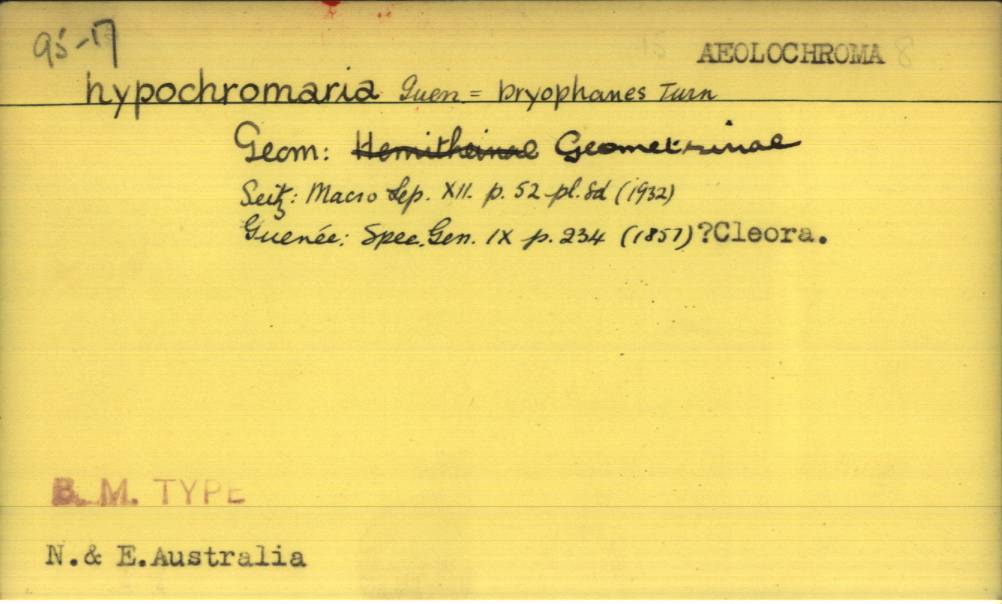 95-17
AEOLOCHROMA 8
hypochromaria Guen = bryophanes Turn
Geom: Hemitheinae Geometrinae
Seitz: Macro Lep. XII. p. 52 pl. 8d (1932)
Guenée: Spec. Gen. IX p. 234 (1857) ?Cleora.
B. M. TYPE
N. & E. Australia